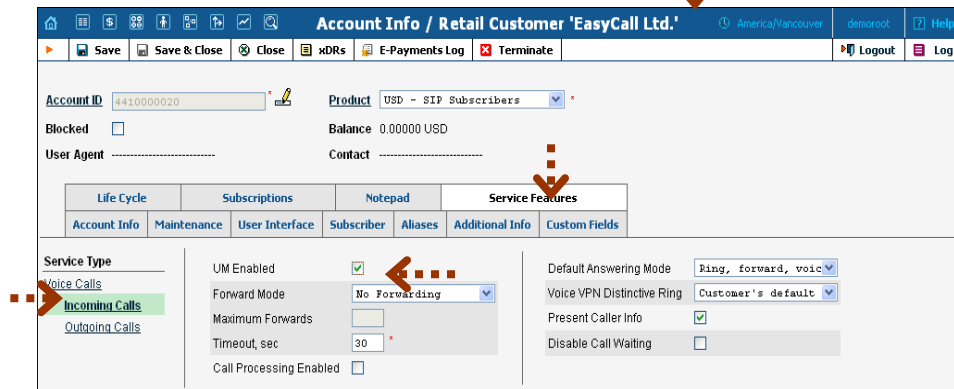 Account Info / Retail Customer 'EasyCall Ltd.' America/Vancouver demoroot Help
Save Save & Close Close xDRs E-Payments Log Terminate Logout Log
Account ID 4410000020 * Product USD - SIP Subscribers *
Blocked Balance 0.00000 USD
User Agent ---------------------------- Contact ----------------------------
Life Cycle Subscriptions Notepad Service Features
Account Info Maintenance User Interface Subscriber Aliases Additional Info Custom Fields
Service Type UM Enabled Default Answering Mode Ring, forward, voic
Voice Calls Forward Mode No Forwarding Voice VPN Distinctive Ring Customer's default
Incoming Calls Maximum Forwards Present Caller Info
Outgoing Calls Timeout, sec 30 * Disable Call Waiting
Call Processing Enabled